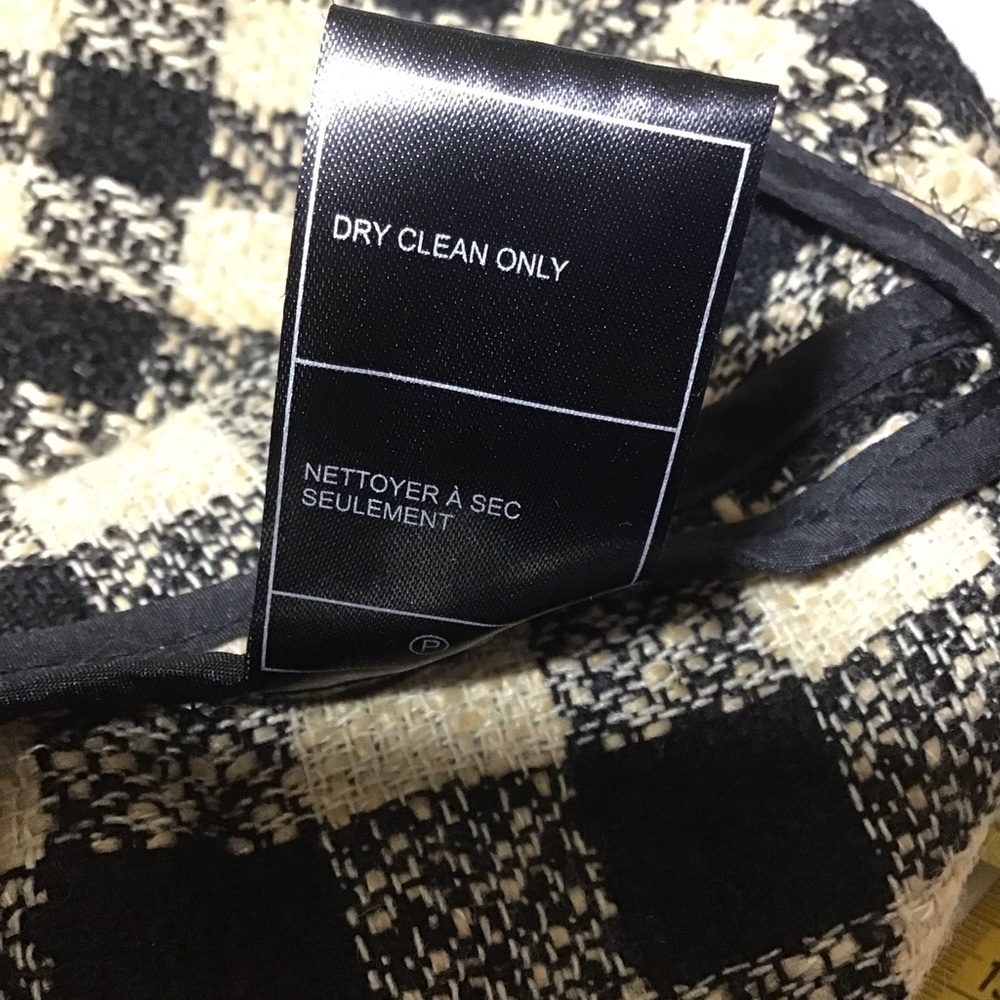 DRY CLEAN ONLY
NETTOYER À SEC
SEULEMENT
P